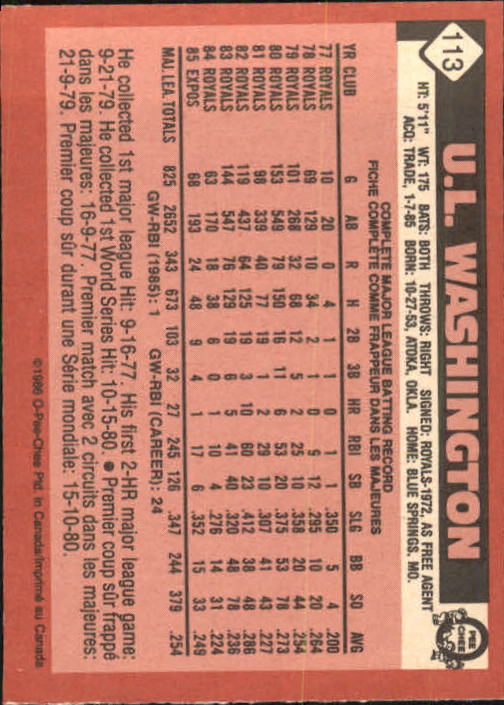 113
U.L. WASHINGTON
PEE CHEE
HT: 5'11" WT: 175 BATS: BOTH THROWS: RIGHT SIGNED: ROYALS-1972, AS FREE AGENT
ACQ: TRADE, 1-7-85 BORN: 10-27-53, ATOKA, OKLA. HOME: BLUE SPRINGS, MO.
COMPLETE MAJOR LEAGUE BATTING RECORD
FICHE COMPLÈTE COMME FRAPPEUR DANS LES MAJEURES
YR CLUB G AB R H 2B 3B HR RBI SB SLG BB SO AVG
77 ROYALS 10 20 0 4 1 1 0 1 1 .350 5 4 .200
78 ROYALS 69 129 10 34 2 1 0 9 12 .295 10 20 .264
79 ROYALS 101 268 32 68 12 5 2 25 10 .358 20 44 .254
80 ROYALS 153 549 79 150 16 11 6 53 20 .375 53 78 .273
81 ROYALS 98 339 40 77 19 1 2 29 10 .307 41 43 .227
82 ROYALS 119 437 64 125 19 3 10 60 23 .412 38 48 .286
83 ROYALS 144 547 76 129 19 6 5 41 40 .320 48 78 .236
84 ROYALS 63 170 18 38 6 0 1 10 4 .276 14 31 .224
85 EXPOS 68 193 24 48 9 4 1 17 6 .352 15 33 .249
MAJ. LEA. TOTALS 825 2652 343 673 103 32 27 245 126 .347 244 379 .254
GW-RBI (1985): 1 GW-RBI (CAREER): 24
He collected 1st major league Hit: 9-16-77. His first 2-HR major league game:
9-21-79. He collected 1st World Series Hit: 10-15-80. ● Premier coup sûr frappé
dans les majeures: 16-9-77. Premier match avec 2 circuits dans les majeures:
21-9-79. Premier coup sûr durant une Série mondiale: 15-10-80.
©1986 O-Pee-Chee Ptd. in Canada/Imprimé au Canada